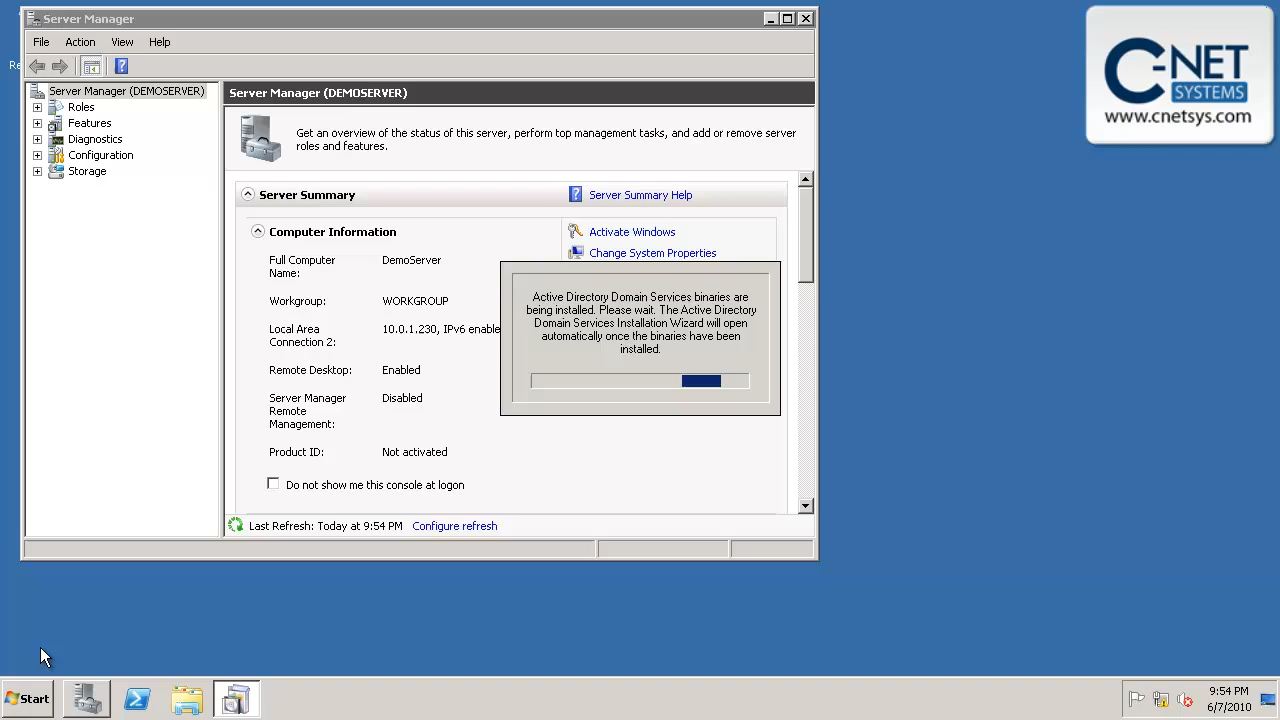 Server Manager
File Action View Help
Server Manager (DEMOSERVER)
Roles
Features
Diagnostics
Configuration
Storage
Server Manager (DEMOSERVER)
Get an overview of the status of this server, perform top management tasks, and add or remove server
roles and features.
Server Summary
Server Summary Help
Computer Information
Activate Windows
Change System Properties
Full Computer
Name:
DemoServer
Workgroup:
WORKGROUP
Local Area
Connection 2:
10.0.1.230, IPv6 enable
Remote Desktop:
Enabled
Server Manager
Remote
Management:
Disabled
Product ID:
Not activated
Do not show me this console at logon
Last Refresh: Today at 9:54 PM Configure refresh
Active Directory Domain Services binaries are
being installed. Please wait. The Active Directory
Domain Services Installation Wizard will open
automatically once the binaries have been
installed.
C-NET
SYSTEMS
www.cnetsys.com
Start
9:54 PM
6/7/2010